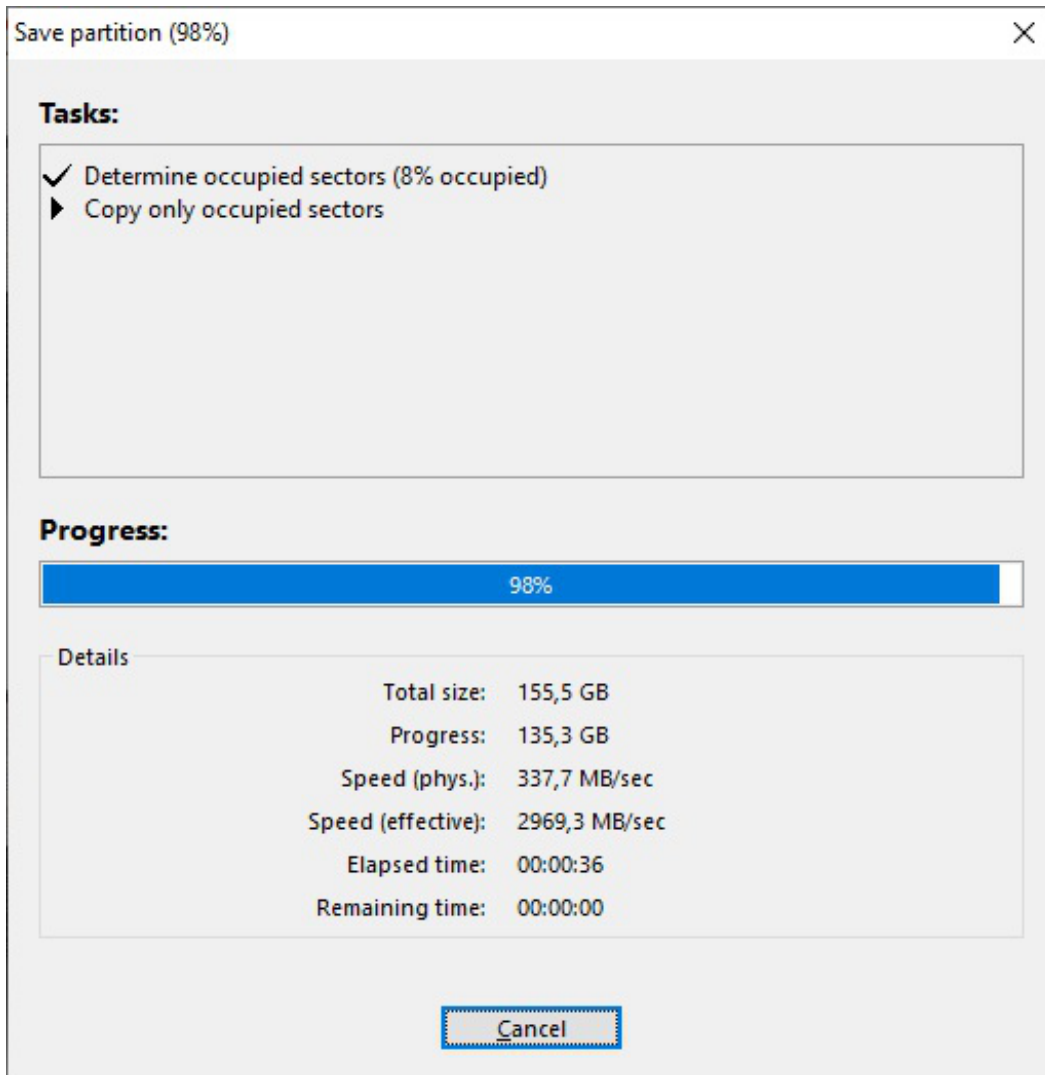 Save partition (98%)
Tasks:
Determine occupied sectors (8% occupied)
Copy only occupied sectors
Progress:
98%
Details
Total size: 155,5 GB
Progress: 135,3 GB
Speed (phys.): 337,7 MB/sec
Speed (effective): 2969,3 MB/sec
Elapsed time: 00:00:36
Remaining time: 00:00:00
Cancel